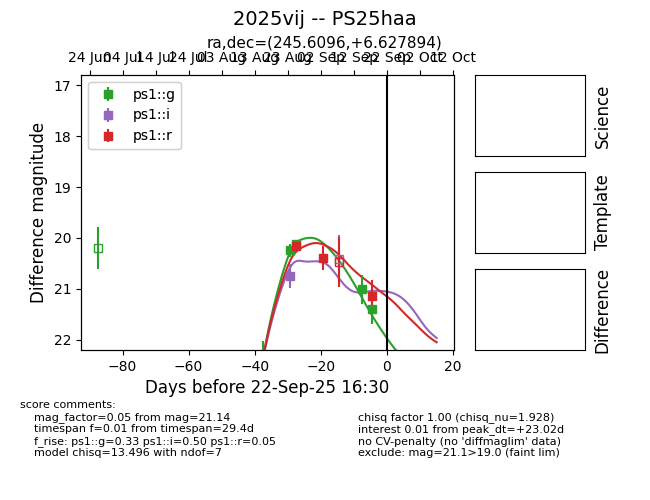 2025vij -- PS25haa
ra,dec=(245.6096,+6.627894)
24 Jun 04 Jul 14 Jul 24 Jul 03 Aug 13 Aug 23 Aug 02 Sep 12 Sep 22 Sep 02 Oct 12 Oct
17
18
19
20
21
22
Difference magnitude
ps1::g
ps1::i
ps1::r
−80 −60 −40 −20 0 20
Days before 22-Sep-25 16:30
Science
Template
Difference
score comments:
mag_factor=0.05 from mag=21.14
timespan f=0.01 from timespan=29.4d
f_rise: ps1::g=0.33 ps1::i=0.50 ps1::r=0.05
model chisq=13.496 with ndof=7
chisq factor 1.00 (chisq_nu=1.928)
interest 0.01 from peak_dt=+23.02d
no CV-penalty (no 'diffmaglim' data)
exclude: mag=21.1>19.0 (faint lim)